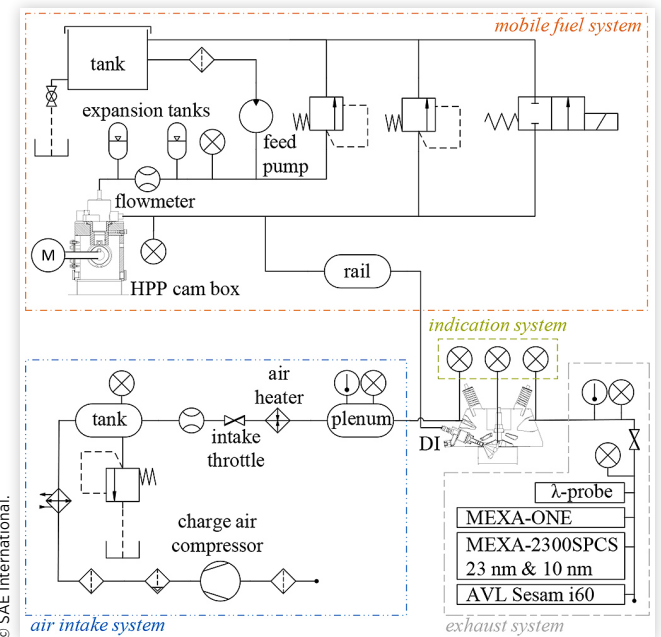 mobile fuel system
tank
expansion tanks
feed
pump
flowmeter
M
rail
HPP cam box
indication system
air
heater
tank
plenum
intake
throttle
DI
λ-probe
charge air
compressor
MEXA-ONE
MEXA-2300SPCS
23 nm & 10 nm
AVL Sesam i60
air intake system
exhaust system
© SAE International.